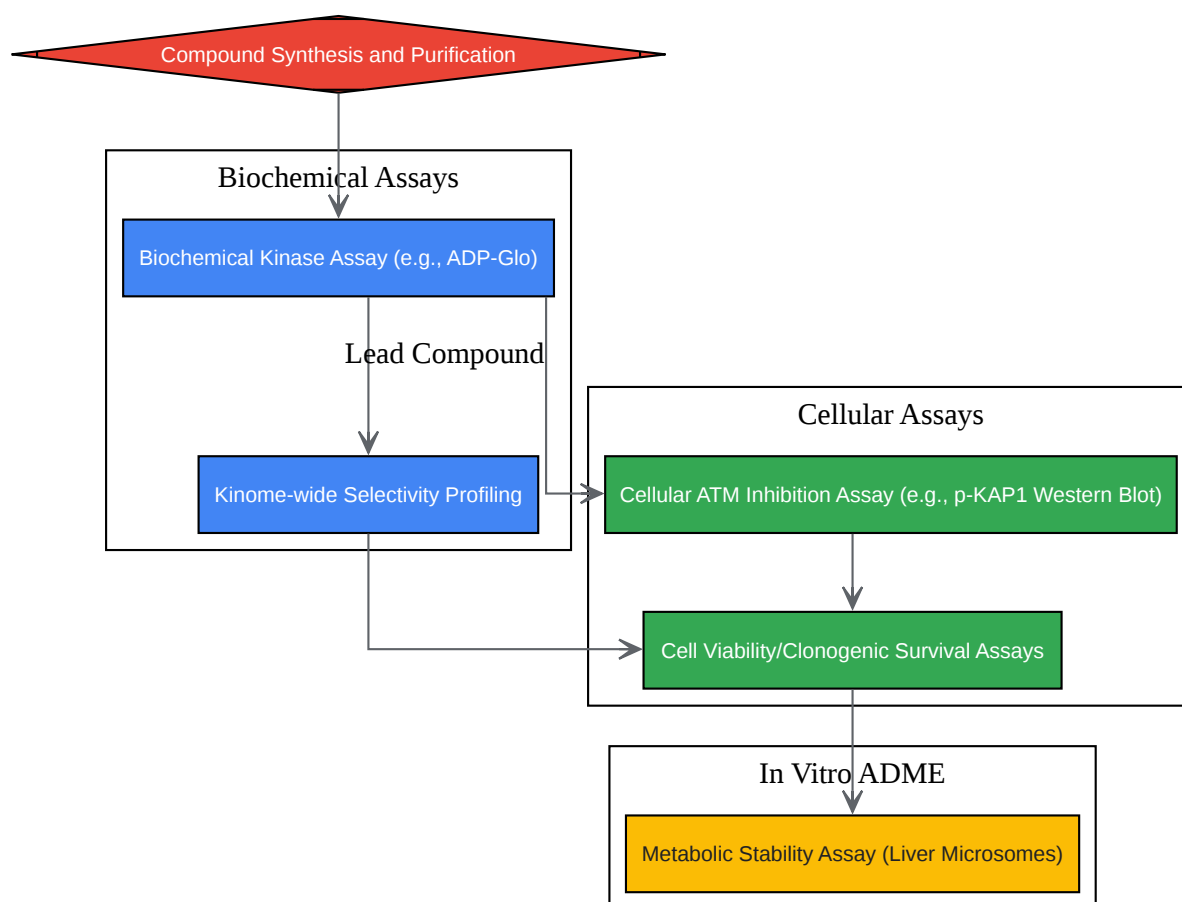 Compound Synthesis and Purification
Biochemical Assays
Biochemical Kinase Assay (e.g., ADP-Glo)
Lead Compound
Kinome-wide Selectivity Profiling
Cellular Assays
Cellular ATM Inhibition Assay (e.g., p-KAP1 Western Blot)
Cell Viability/Clonogenic Survival Assays
In Vitro ADME
Metabolic Stability Assay (Liver Microsomes)